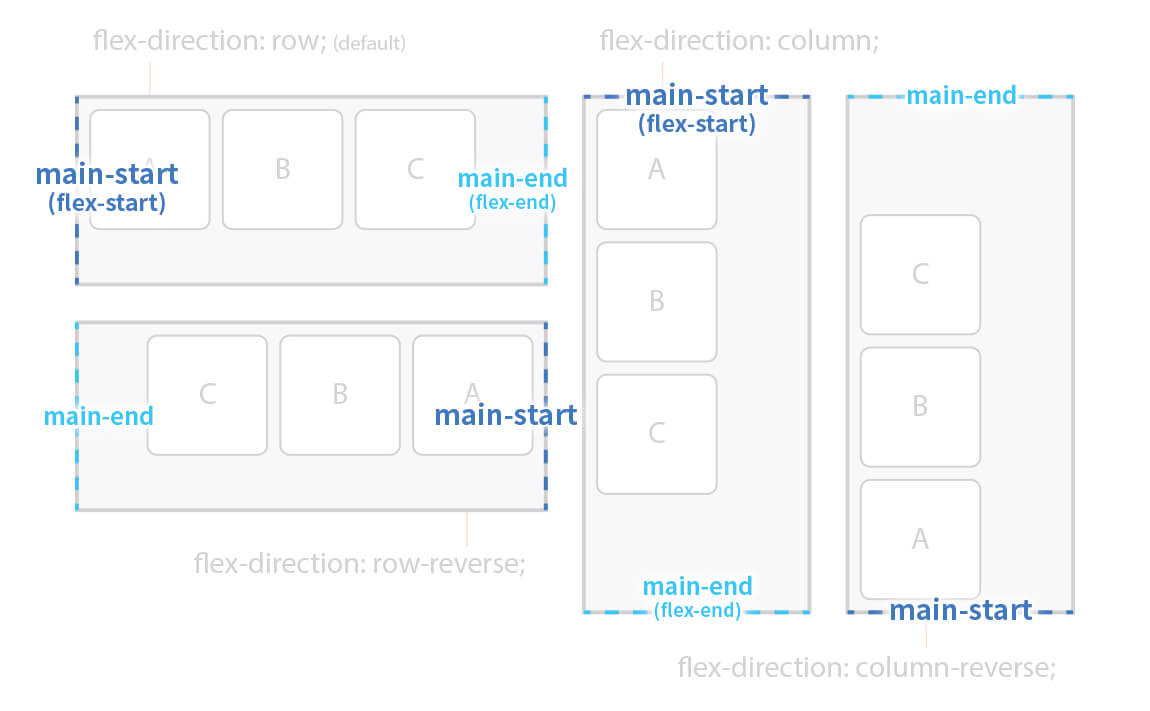 flex-direction: row; (default)
A
B
C
main-start
(flex-start)
main-end
(flex-end)
C
B
A
main-end
main-start
flex-direction: row-reverse;
flex-direction: column;
main-start
(flex-start)
A
B
C
main-end
(flex-end)
main-end
C
B
A
main-start
flex-direction: column-reverse;